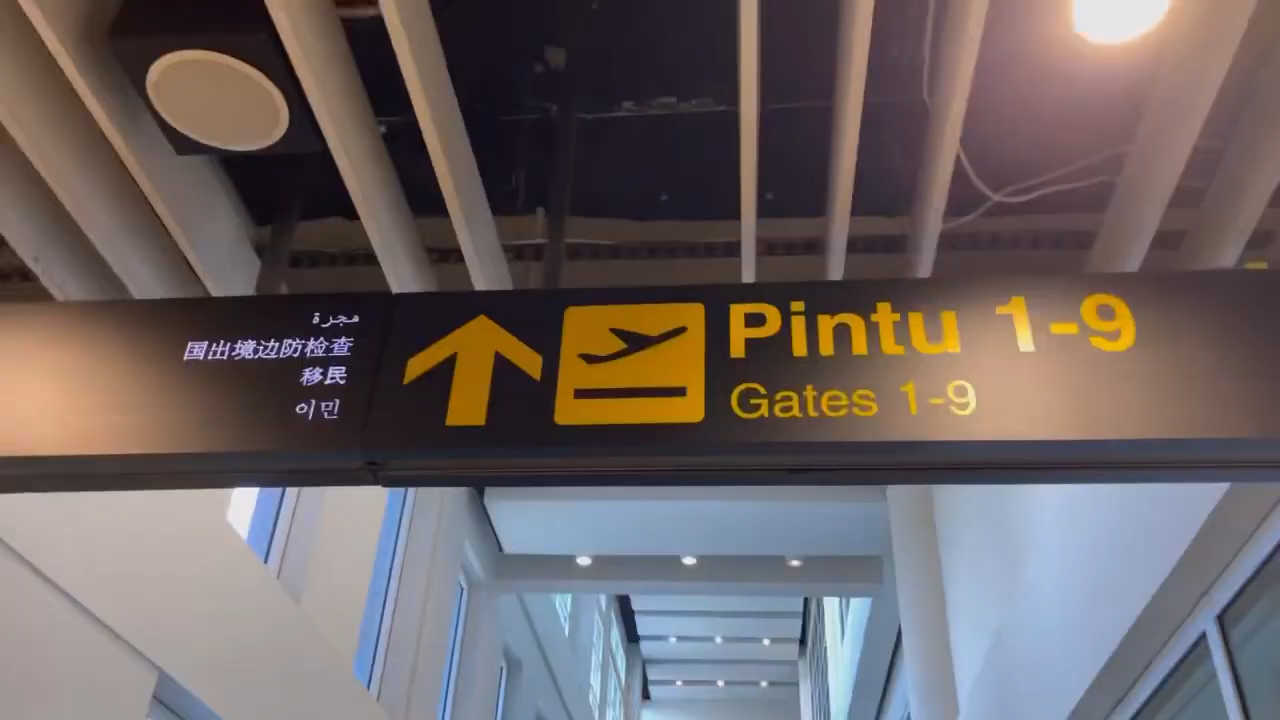 هجرة
国出境边防检查
移民
이민
Pintu 1-9
Gates 1-9